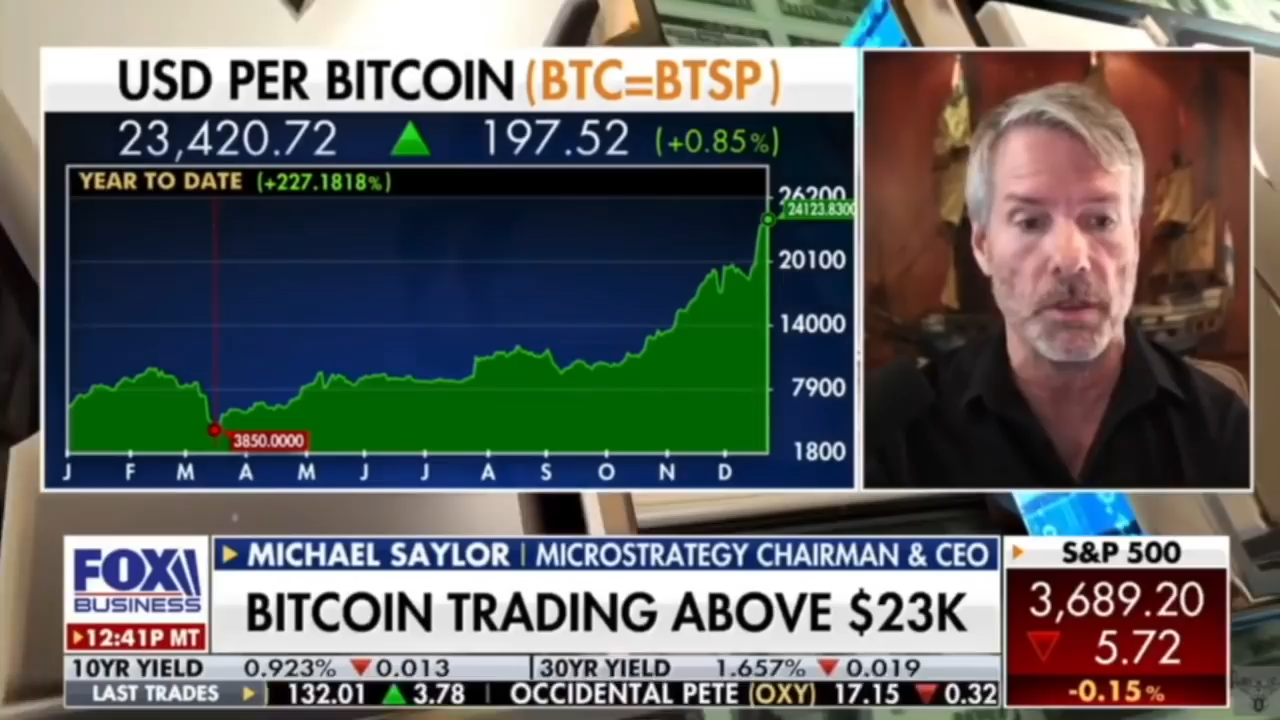 USD PER BITCOIN (BTC=BTSP)
23,420.72 ▲ 197.52 (+0.85%)
YEAR TO DATE (+227.1818%)
26200
24123.8300
20100
14000
7900
1800
3850.0000
J F M A M J J A S O N D
FOX BUSINESS
12:41P MT
MICHAEL SAYLOR | MICROSTRATEGY CHAIRMAN & CEO
BITCOIN TRADING ABOVE $23K
S&P 500
3,689.20
▼ 5.72
-0.15%
10YR YIELD 0.923% ▼ 0.013 | 30YR YIELD 1.657% ▼ 0.019
LAST TRADES 132.01 ▲ 3.78 | OCCIDENTAL PETE (OXY) 17.15 ▼ 0.32